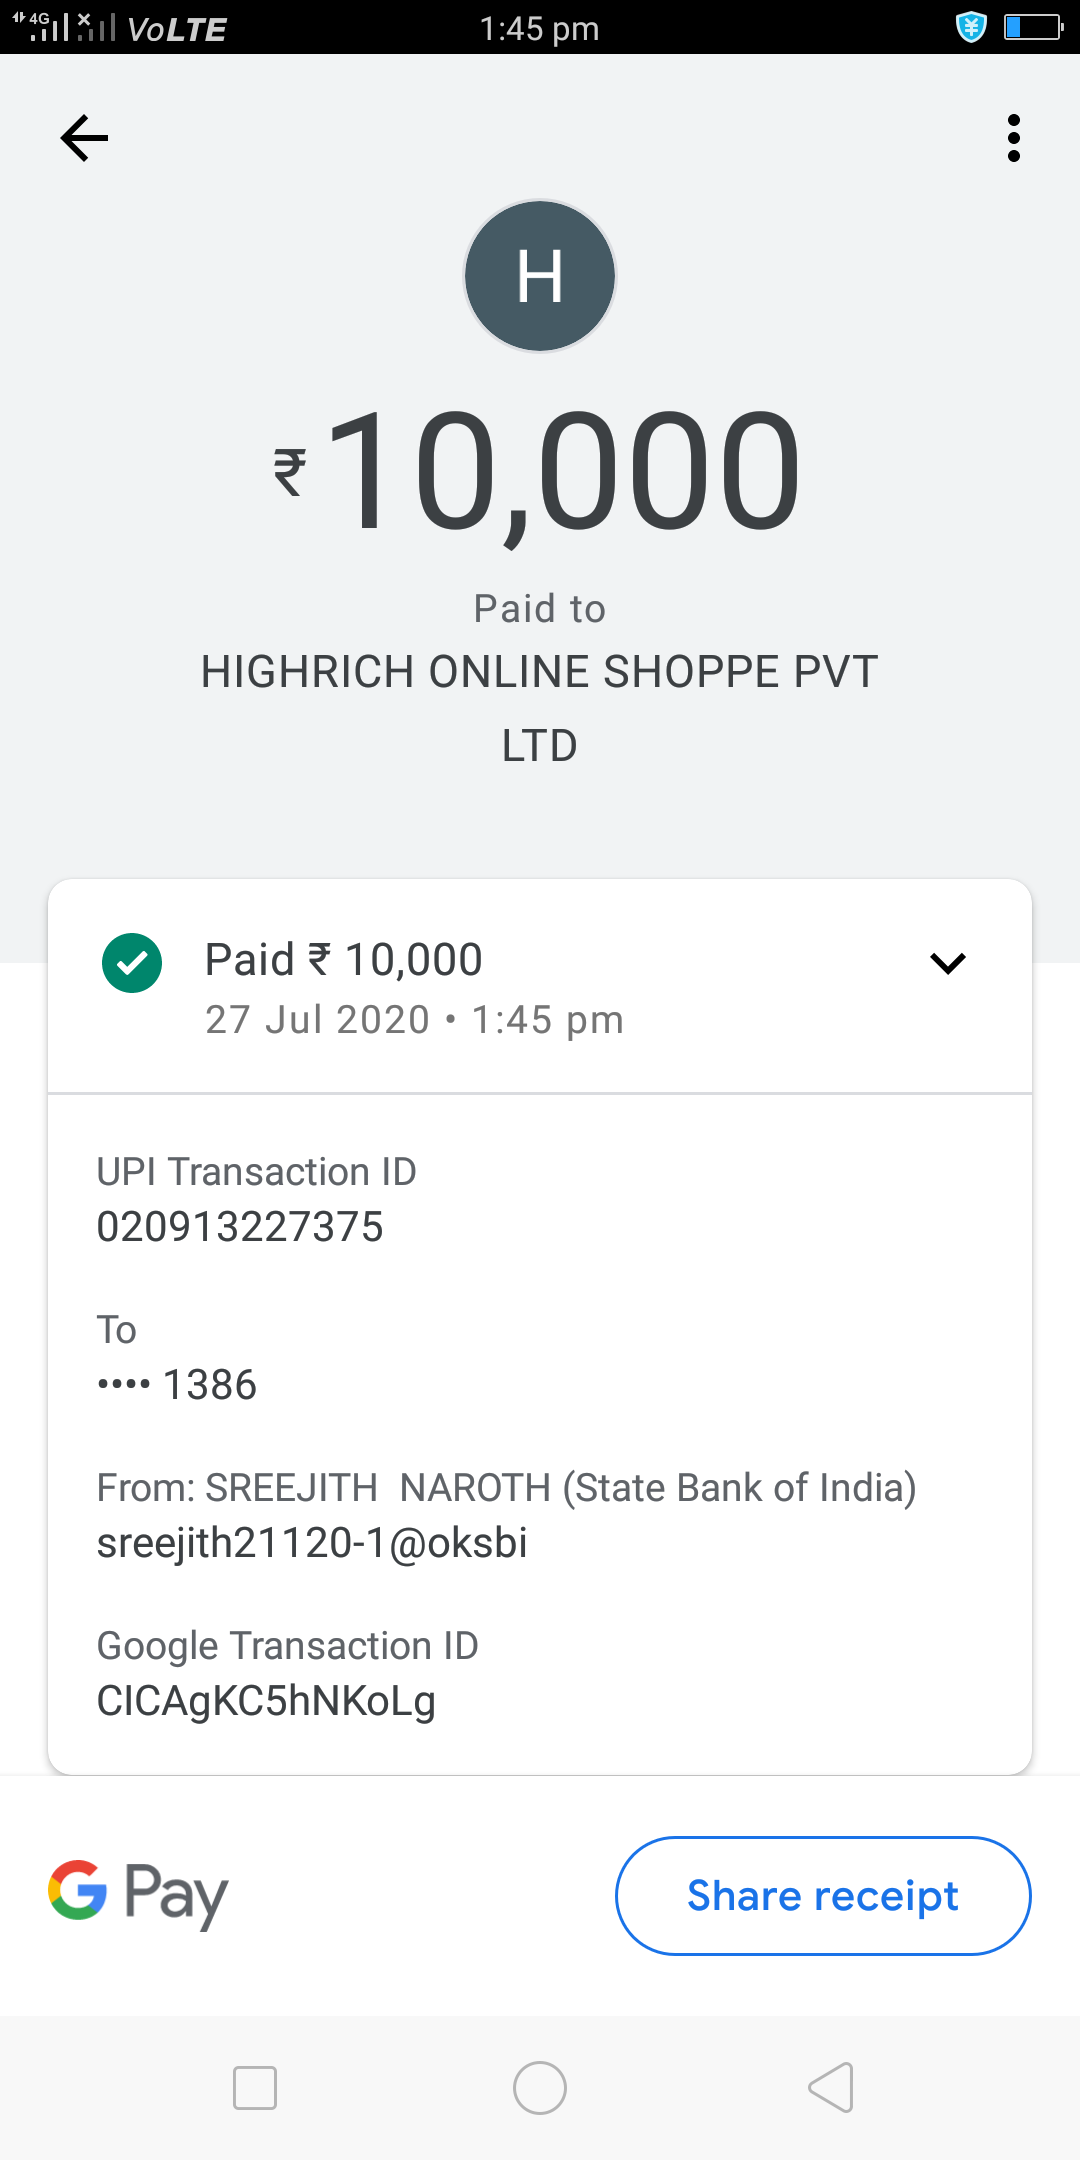 4G VoLTE 1:45 pm
H
₹10,000
Paid to
HIGHRICH ONLINE SHOPPE PVT
LTD
Paid ₹ 10,000
27 Jul 2020 • 1:45 pm
UPI Transaction ID
020913227375
To
•••• 1386
From: SREEJITH  NAROTH (State Bank of India)
sreejith21120-1@oksbi
Google Transaction ID
CICAgKC5hNKoLg
G Pay
Share receipt